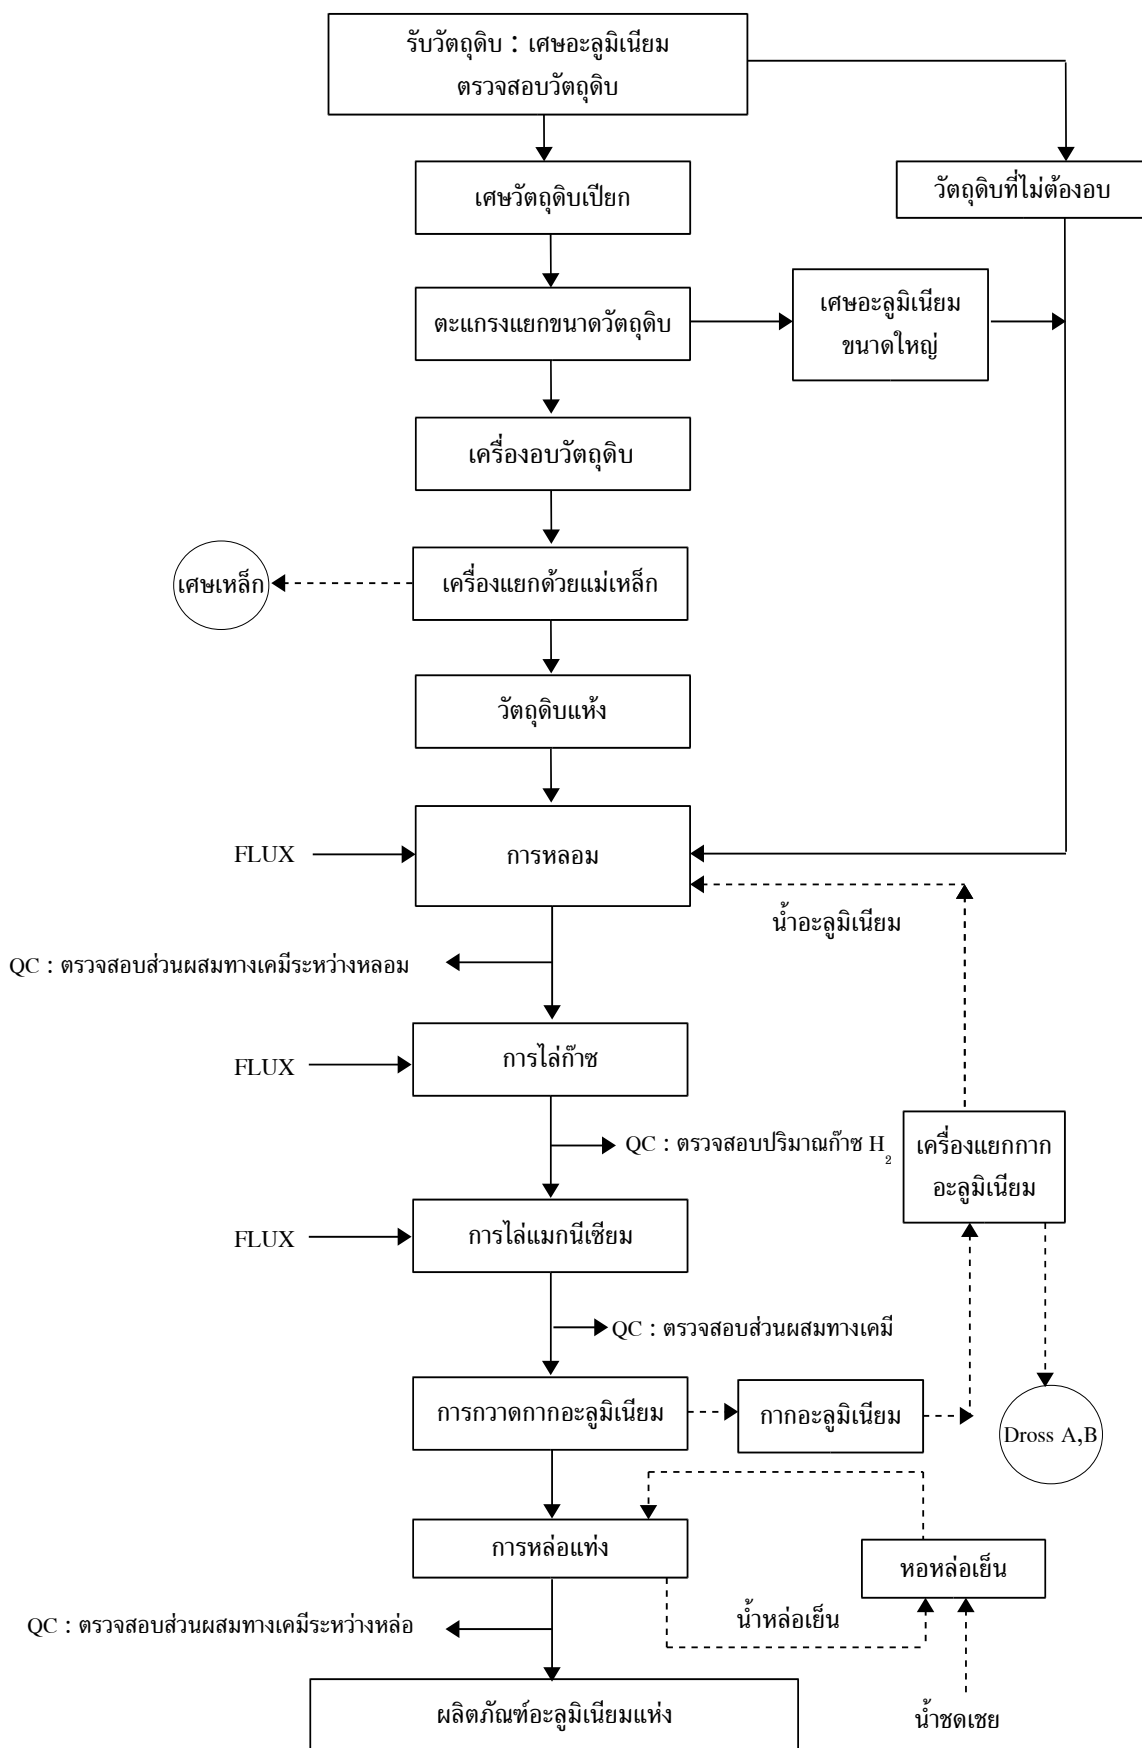 รับวัตถุดิบ : เศษอะลูมิเนียม
ตรวจสอบวัตถุดิบ
เศษวัตถุดิบเปียก
วัตถุดิบที่ไม่ต้องอบ
ตะแกรงแยกขนาดวัตถุดิบ
เศษอะลูมิเนียม
ขนาดใหญ่
เครื่องอบวัตถุดิบ
เศษเหล็ก
เครื่องแยกด้วยแม่เหล็ก
วัตถุดิบแห้ง
FLUX
การหลอม
น้ำอะลูมิเนียม
QC : ตรวจสอบส่วนผสมทางเคมีระหว่างหลอม
FLUX
การไล่ก๊าซ
QC : ตรวจสอบปริมาณก๊าซ H₂
เครื่องแยกกาก
อะลูมิเนียม
FLUX
การไล่แมกนีเซียม
QC : ตรวจสอบส่วนผสมทางเคมี
การกวาดกากอะลูมิเนียม
กากอะลูมิเนียม
Dross A,B
การหล่อแท่ง
หอหล่อเย็น
QC : ตรวจสอบส่วนผสมทางเคมีระหว่างหล่อ
น้ำหล่อเย็น
ผลิตภัณฑ์อะลูมิเนียมแห่ง
น้ำชดเชย